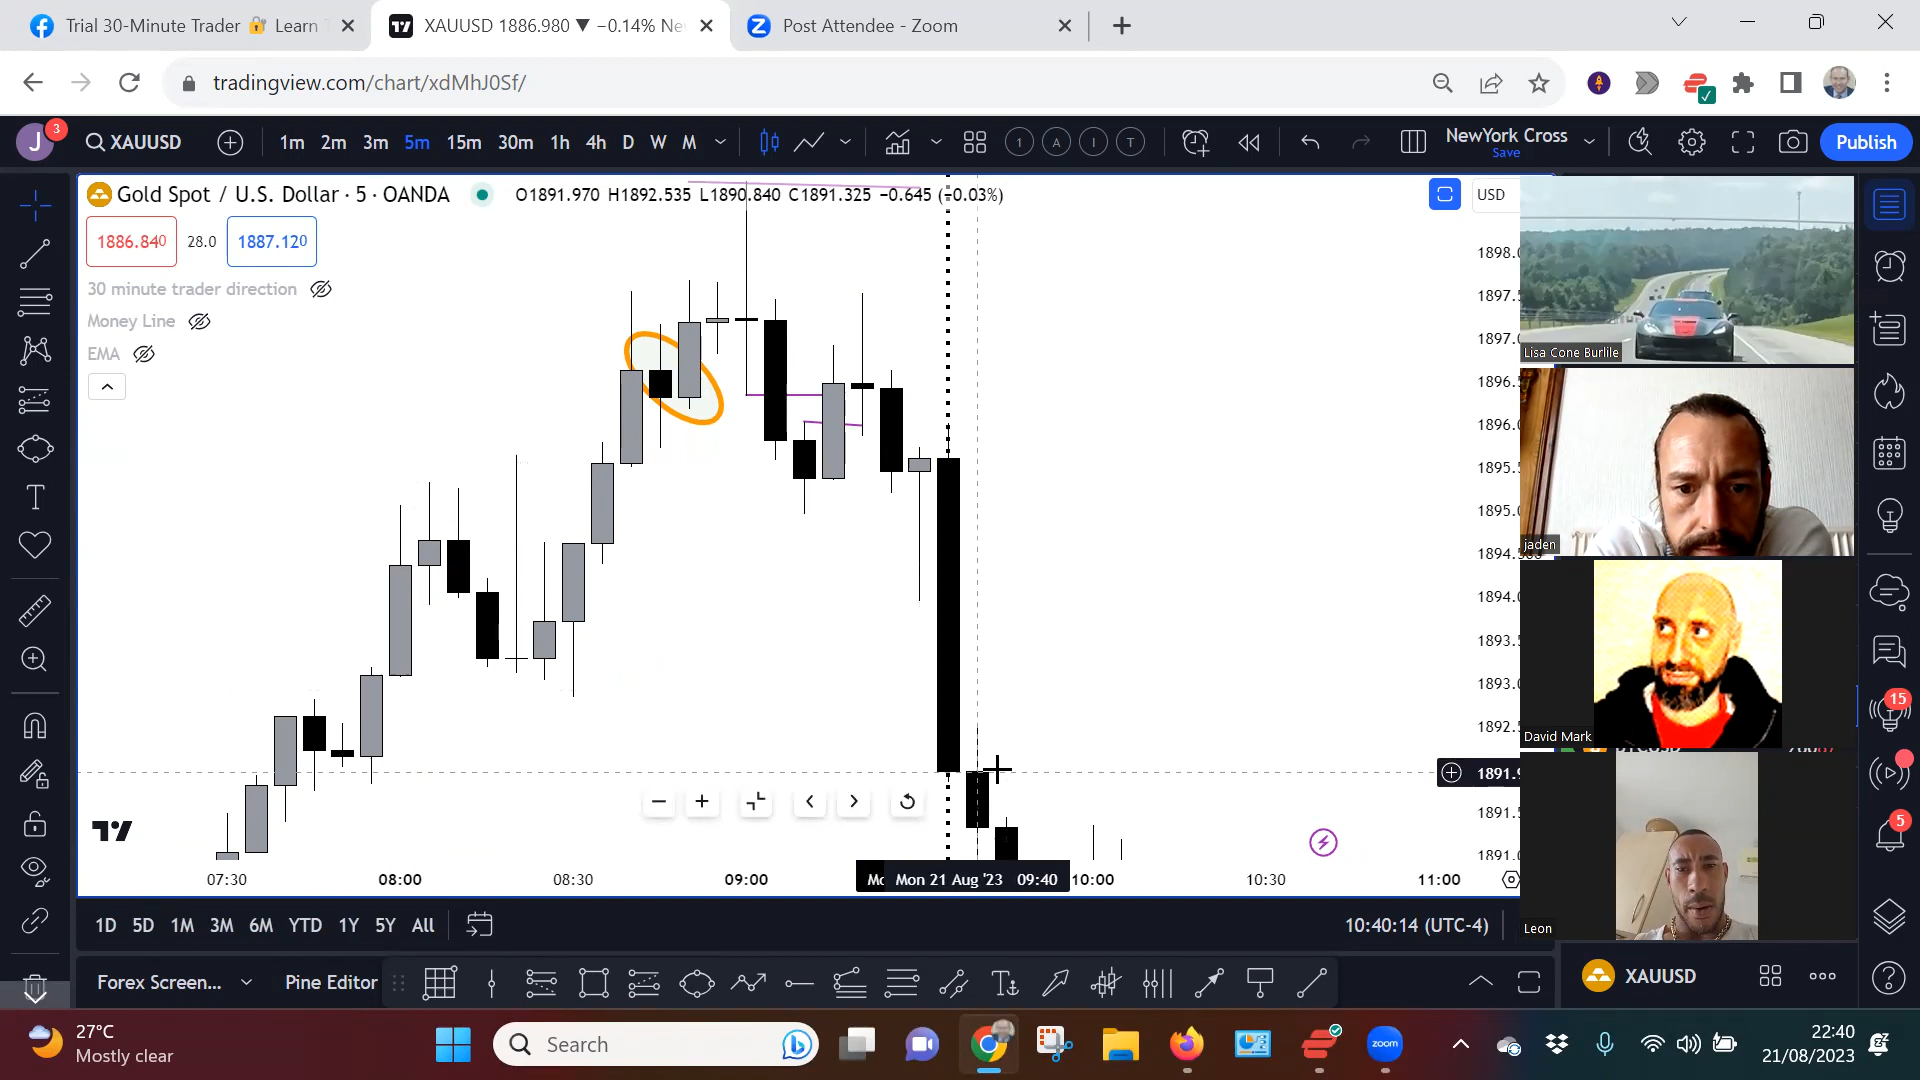 Trial 30-Minute Trader 🔐 Learn
XAUUSD 1886.980 ▼ −0.14% Ne
Post Attendee - Zoom
tradingview.com/chart/xdMhJ0Sf/
J
3
XAUUSD
1m 2m 3m 5m 15m 30m 1h 4h D W M
1 A I T
NewYork Cross
Save
Publish
Gold Spot / U.S. Dollar · 5 · OANDA
O1891.970 H1892.535 L1890.840 C1891.325 −0.645 (−0.03%)
USD
1886.840
28.0
1887.120
30 minute trader direction
Money Line
EMA
1898.0
1897.5
1897.0
1896.5
1896.0
1895.5
1895.0
1894.
1894.0
1893.5
1893.0
1892.5
1891.9
1891.5
1891.0
Lisa Cone Burlile
jaden
David Mark
Leon
15
5
07:30 08:00 08:30 09:00 Mon 21 Aug '23 09:40 10:00 10:30 11:00
1D 5D 1M 3M 6M YTD 1Y 5Y All
10:40:14 (UTC-4)
Forex Screen...
Pine Editor
XAUUSD
27°C
Mostly clear
Search
zoom
22:40
21/08/2023